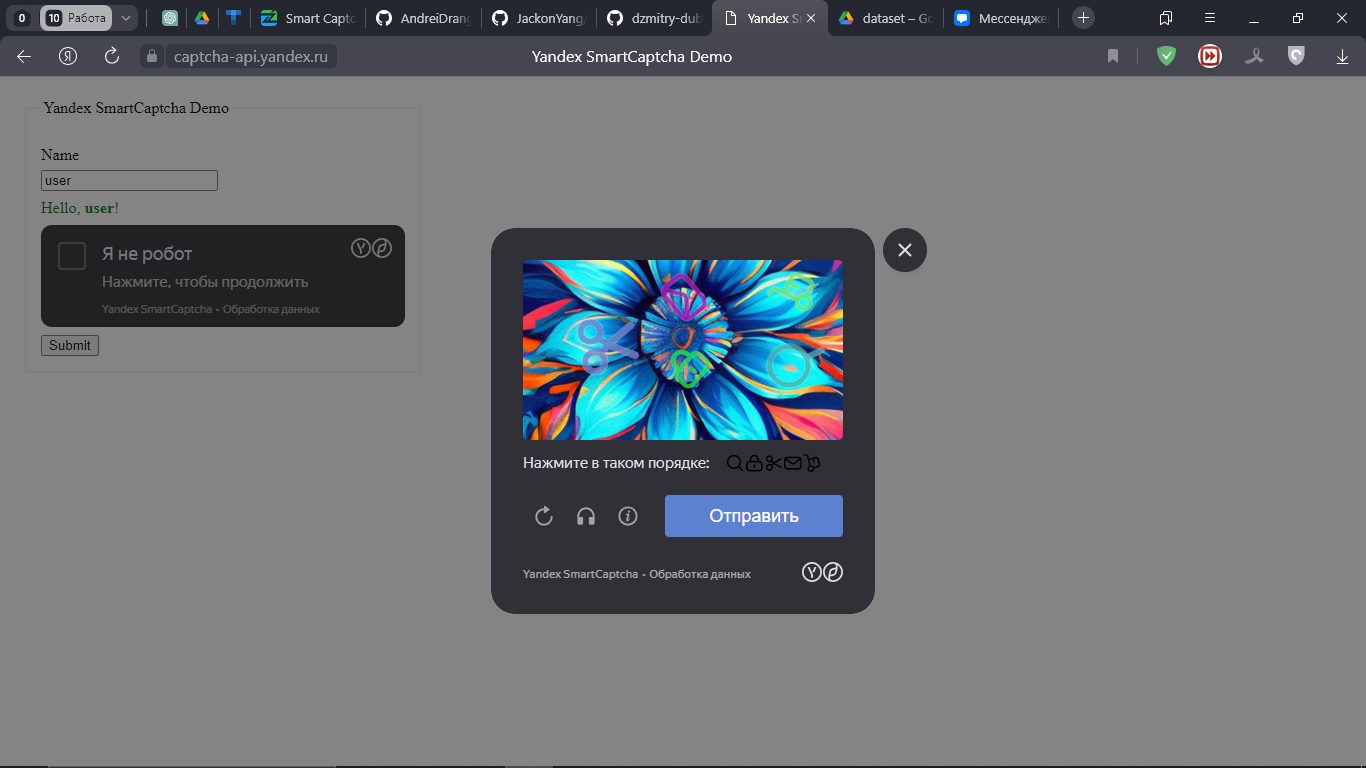 0
10 Работа
Smart Captc
AndreiDran
JackonYang
dzmitry-dub
Yandex S
dataset – Go
Мессендже
captcha-api.yandex.ru
Yandex SmartCaptcha Demo
Yandex SmartCaptcha Demo
Name
user
Hello, user!
Я не робот
Нажмите, чтобы продолжить
Yandex SmartCaptcha • Обработка данных
Submit
Нажмите в таком порядке:
Отправить
Yandex SmartCaptcha • Обработка данных